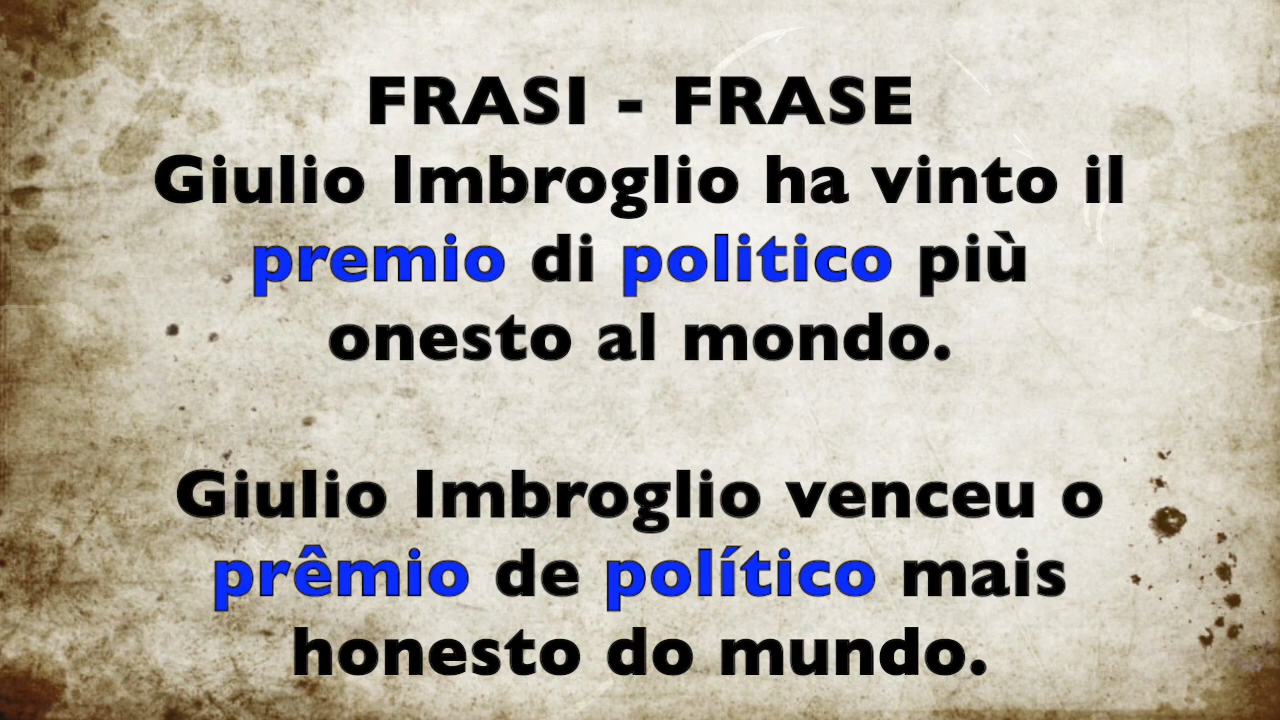 FRASI - FRASE
Giulio Imbroglio ha vinto il
premio di politico più
onesto al mondo.
Giulio Imbroglio venceu o
prêmio de político mais
honesto do mundo.